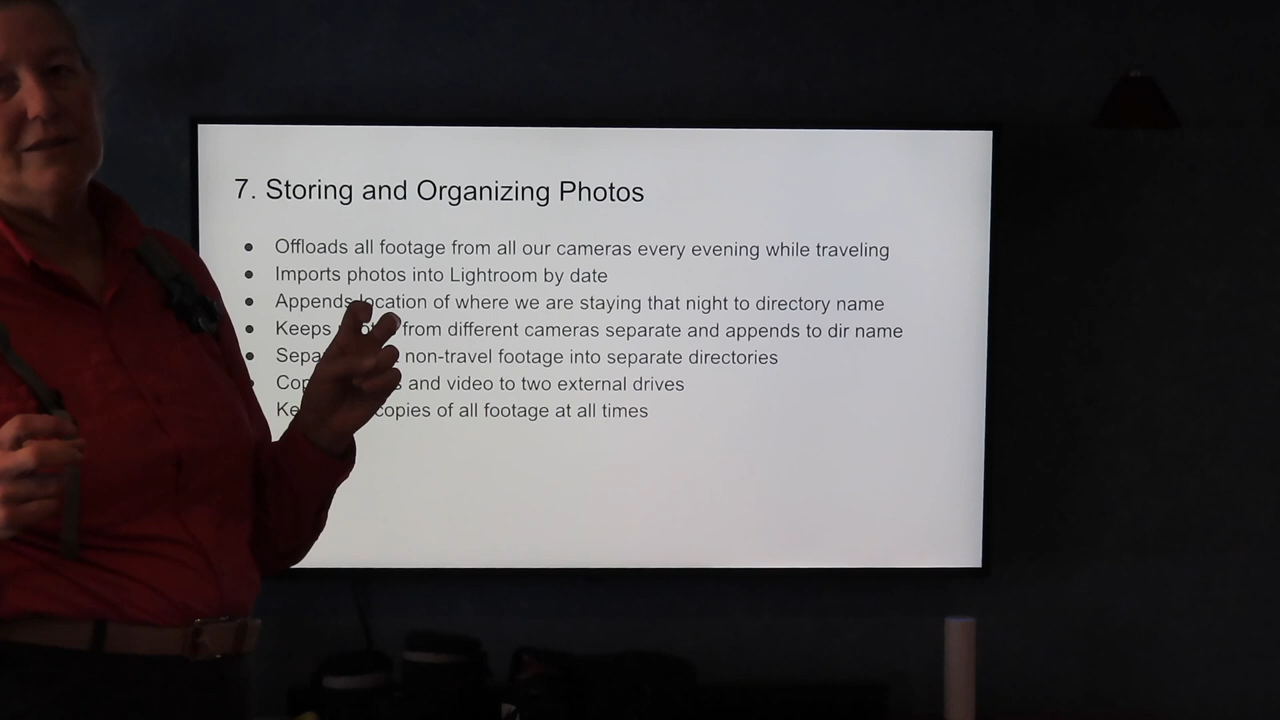 7. Storing and Organizing Photos
Offloads all footage from all our cameras every evening while traveling
Imports photos into Lightroom by date
Appends location of where we are staying that night to directory name
Keeps from different cameras separate and appends to dir name
non-travel footage into separate directories
and video to two external drives
copies of all footage at all times